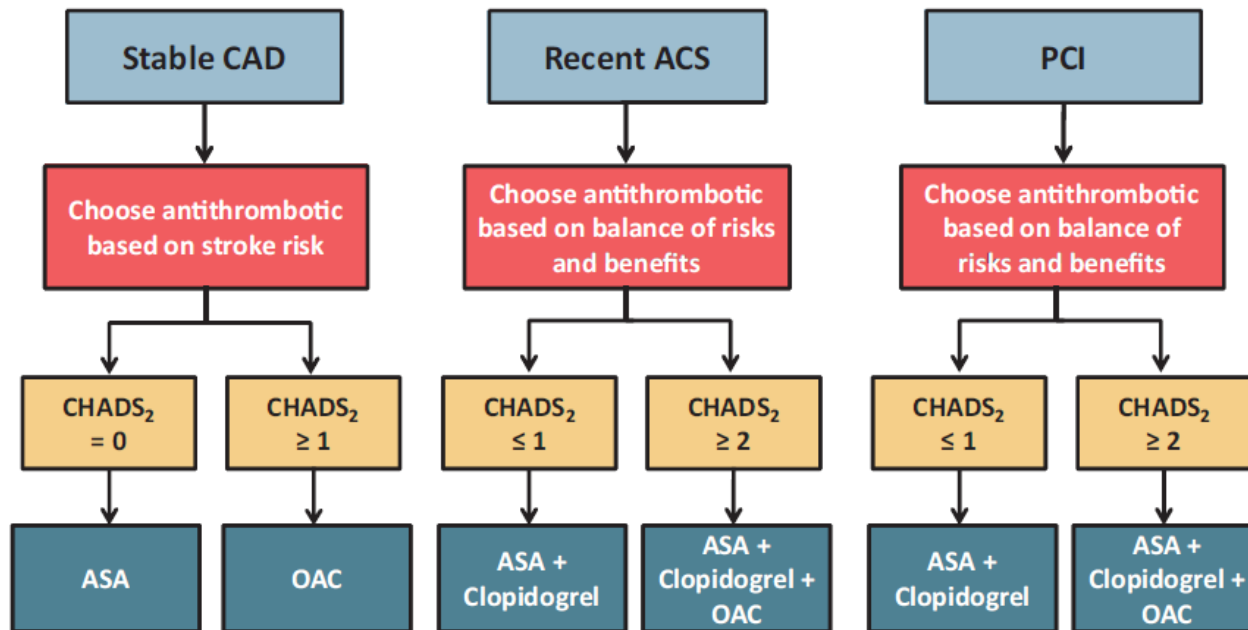 Stable CAD
Recent ACS
PCI
Choose antithrombotic
based on stroke risk
Choose antithrombotic
based on balance of risks
and benefits
Choose antithrombotic
based on balance of
risks and benefits
CHADS₂
= 0
CHADS₂
≥ 1
CHADS₂
≤ 1
CHADS₂
≥ 2
CHADS₂
≤ 1
CHADS₂
≥ 2
ASA
OAC
ASA +
Clopidogrel
ASA +
Clopidogrel +
OAC
ASA +
Clopidogrel
ASA +
Clopidogrel +
OAC